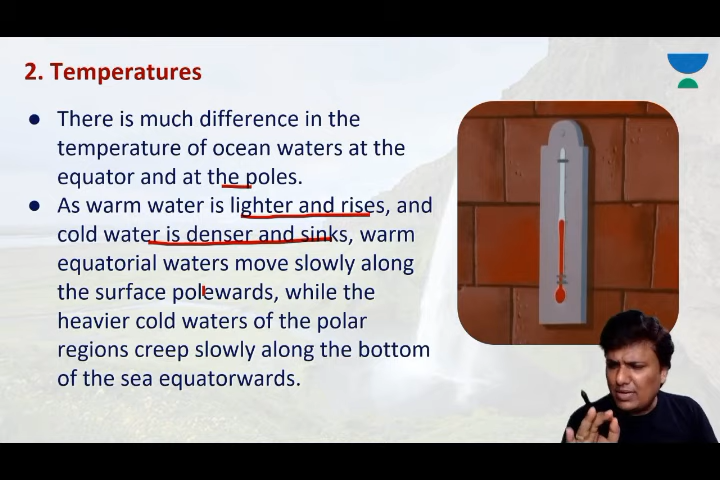 2. Temperatures
● There is much difference in the
temperature of ocean waters at the
equator and at the poles.
● As warm water is lighter and rises, and
cold water is denser and sinks, warm
equatorial waters move slowly along
the surface polewards, while the
heavier cold waters of the polar
regions creep slowly along the bottom
of the sea equatorwards.